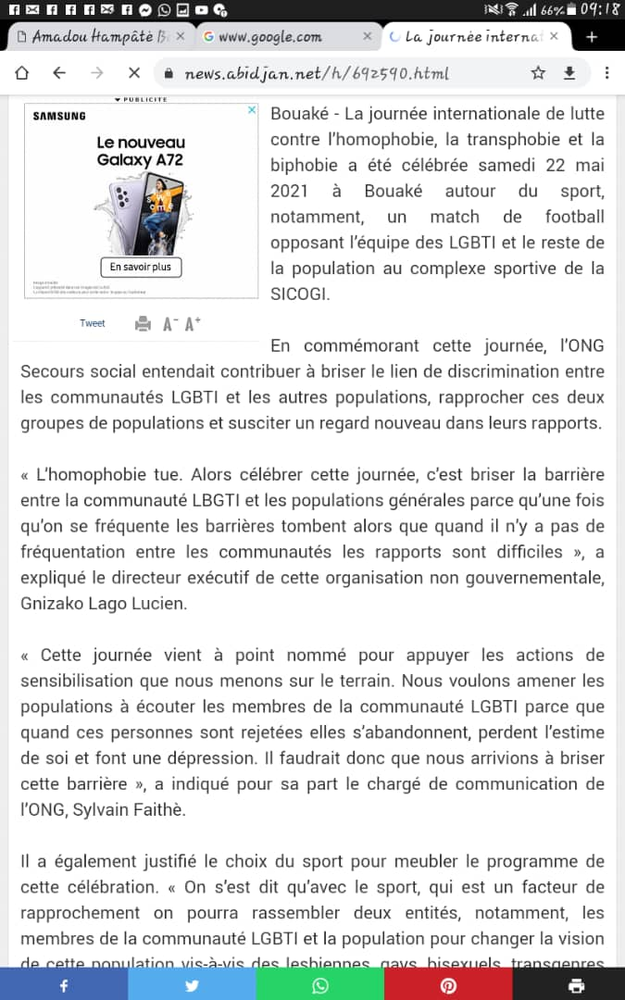 66% 09:18
Amadou Hampâtè B
www.google.com
La journèe internat
news.abidjan.net/h/692590.html
PUBLICITE
SAMSUNG
Le nouveau
Galaxy A72
En savoir plus
Tweet
A- A+
Bouaké - La journée internationale de lutte
contre l'homophobie, la transphobie et la
biphobie a été célébrée samedi 22 mai
2021 à Bouaké autour du sport,
notamment, un match de football
opposant l'équipe des LGBTI et le reste de
la population au complexe sportive de la
SICOGI.
En commémorant cette journée, l'ONG
Secours social entendait contribuer à briser le lien de discrimination entre
les communautés LGBTI et les autres populations, rapprocher ces deux
groupes de populations et susciter un regard nouveau dans leurs rapports.
« L'homophobie tue. Alors célébrer cette journée, c'est briser la barrière
entre la communauté LBGTI et les populations générales parce qu'une fois
qu'on se fréquente les barrières tombent alors que quand il n'y a pas de
fréquentation entre les communautés les rapports sont difficiles », a
expliqué le directeur exécutif de cette organisation non gouvernementale,
Gnizako Lago Lucien.
« Cette journée vient à point nommé pour appuyer les actions de
sensibilisation que nous menons sur le terrain. Nous voulons amener les
populations à écouter les membres de la communauté LGBTI parce que
quand ces personnes sont rejetées elles s'abandonnent, perdent l'estime
de soi et font une dépression. Il faudrait donc que nous arrivions à briser
cette barrière », a indiqué pour sa part le chargé de communication de
l'ONG, Sylvain Faithè.
Il a également justifié le choix du sport pour meubler le programme de
cette célébration. « On s'est dit qu'avec le sport, qui est un facteur de
rapprochement on pourra rassembler deux entités, notamment, les
membres de la communauté LGBTI et la population pour changer la vision
de cette population vis-à-vis des lesbiennes, gays, bisexuels, transgenres